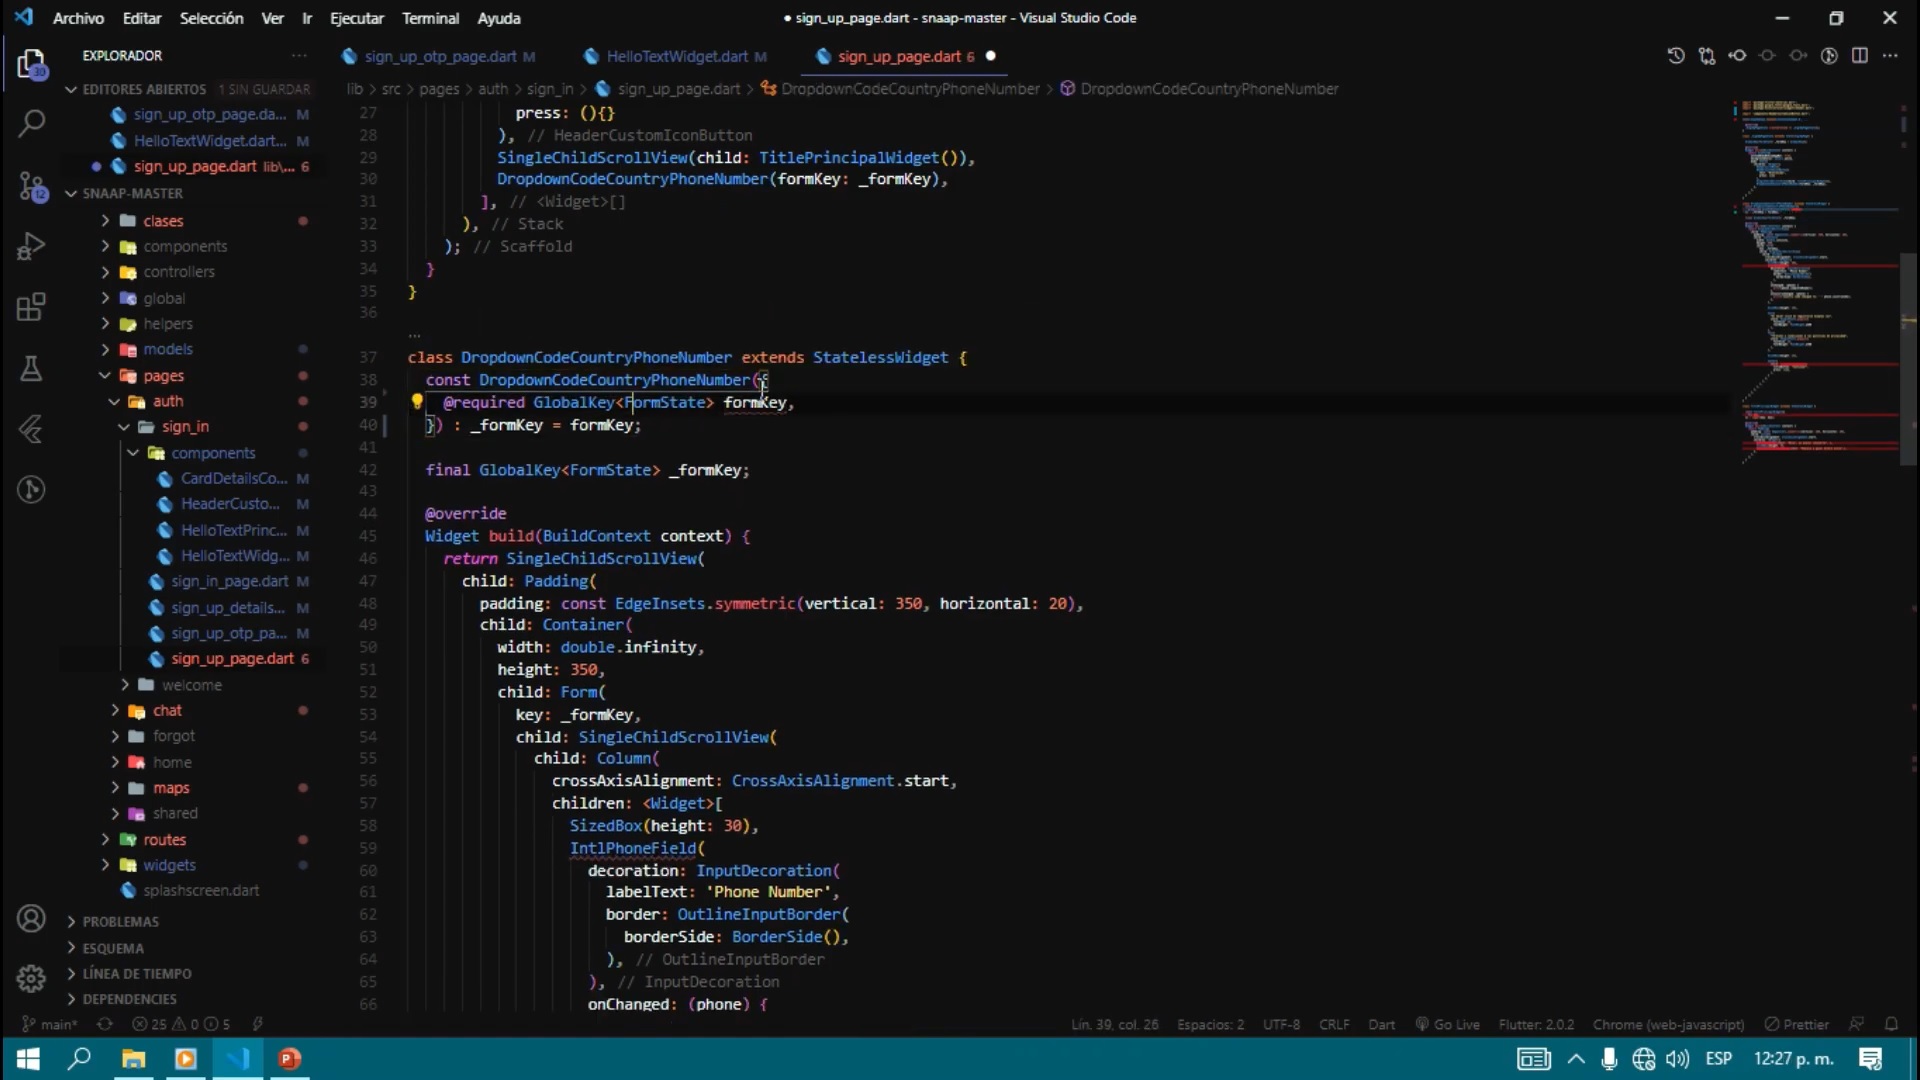 Archivo Editar Selección Ver Ir Ejecutar Terminal Ayuda
● sign_up_page.dart - snaap-master - Visual Studio Code
EXPLORADOR
sign_up_otp_page.dart M
HelloTextWidget.dart M
sign_up_page.dart 6
EDITORES ABIERTOS 1 SIN GUARDAR
sign_up_otp_page.da... M
HelloTextWidget.dart... M
sign_up_page.dart lib\... 6
SNAAP-MASTER
clases
components
controllers
global
helpers
models
pages
auth
sign_in
components
CardDetailsCo... M
HeaderCusto... M
HelloTextPrinc... M
HelloTextWidg... M
sign_in_page.dart M
sign_up_details... M
sign_up_otp_pa... M
sign_up_page.dart 6
welcome
chat
forgot
home
maps
shared
routes
widgets
splashscreen.dart
PROBLEMAS
ESQUEMA
LÍNEA DE TIEMPO
DEPENDENCIES
lib > src > pages > auth > sign_in > sign_up_page.dart > DropdownCodeCountryPhoneNumber > DropdownCodeCountryPhoneNumber
27 press: (){}
28 ), // HeaderCustomIconButton
29 SingleChildScrollView(child: TitlePrincipalWidget()),
30 DropdownCodeCountryPhoneNumber(formKey: _formKey),
31 ], // <Widget>[]
32 ), // Stack
33 ); // Scaffold
34 }
35 }
36
...
37 class DropdownCodeCountryPhoneNumber extends StatelessWidget {
38 const DropdownCodeCountryPhoneNumber({
39 @required GlobalKey<FormState> formKey,
40 }) : _formKey = formKey;
41
42 final GlobalKey<FormState> _formKey;
43
44 @override
45 Widget build(BuildContext context) {
46 return SingleChildScrollView(
47 child: Padding(
48 padding: const EdgeInsets.symmetric(vertical: 350, horizontal: 20),
49 child: Container(
50 width: double.infinity,
51 height: 350,
52 child: Form(
53 key: _formKey,
54 child: SingleChildScrollView(
55 child: Column(
56 crossAxisAlignment: CrossAxisAlignment.start,
57 children: <Widget>[
58 SizedBox(height: 30),
59 IntlPhoneField(
60 decoration: InputDecoration(
61 labelText: 'Phone Number',
62 border: OutlineInputBorder(
63 borderSide: BorderSide(),
64 ), // OutlineInputBorder
65 ), // InputDecoration
66 onChanged: (phone) {
main* 25 0 5 Lín. 39, col. 26 Espacios: 2 UTF-8 CRLF Dart Go Live Flutter: 2.0.2 Chrome (web-javascript) Prettier
ESP 12:27 p. m.